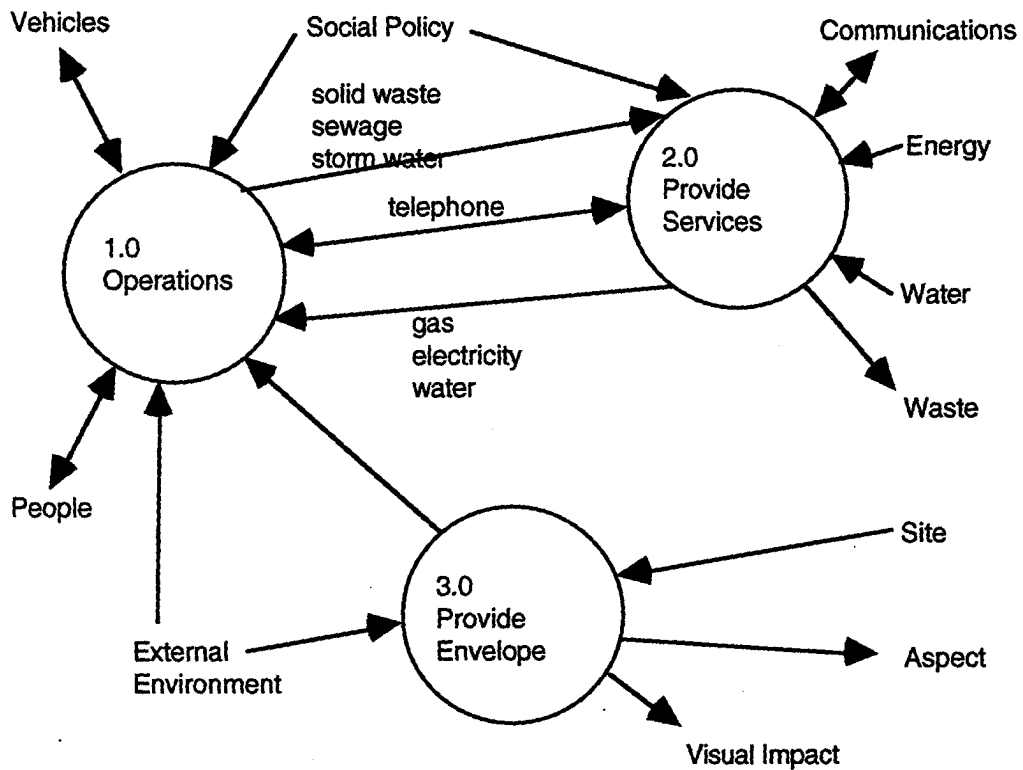 Vehicles
Social Policy
Communications
solid waste
sewage
storm water
Energy
2.0
Provide
Services
telephone
1.0
Operations
Water
gas
electricity
water
Waste
People
Site
3.0
Provide
Envelope
External
Environment
Aspect
Visual Impact